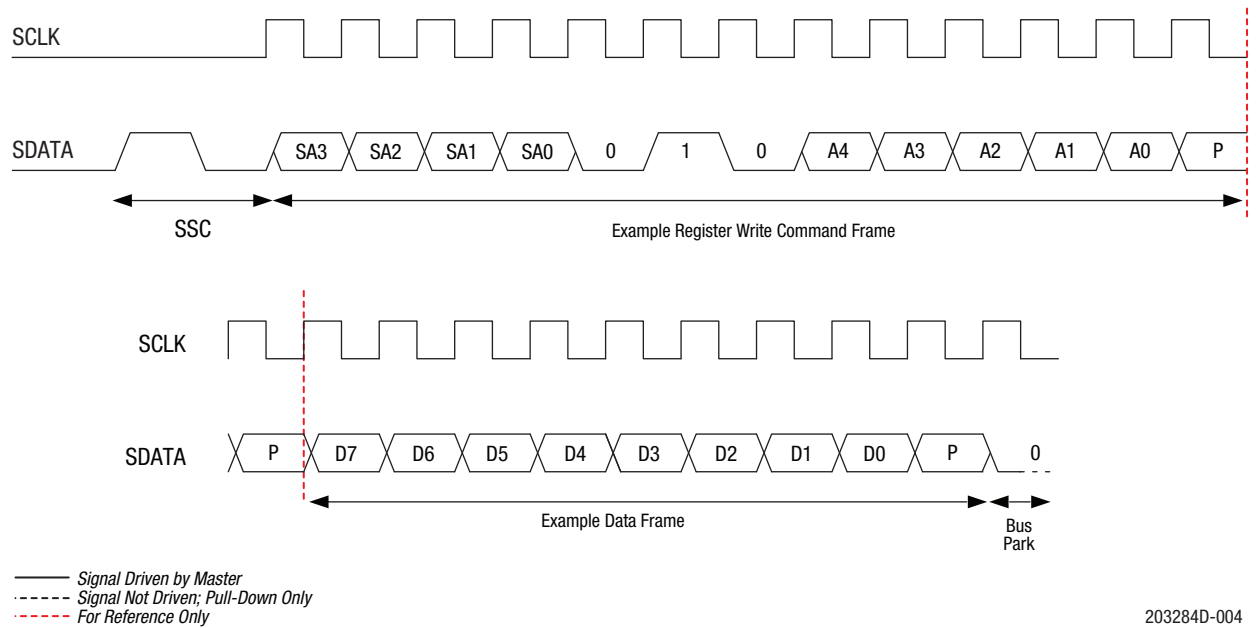 SCLK
SDATA SA3 SA2 SA1 SA0 0 1 0 A4 A3 A2 A1 A0 P
SSC Example Register Write Command Frame
SCLK
SDATA P D7 D6 D5 D4 D3 D2 D1 D0 P 0
Example Data Frame Bus
Park
Signal Driven by Master
Signal Not Driven; Pull-Down Only
For Reference Only 203284D-004